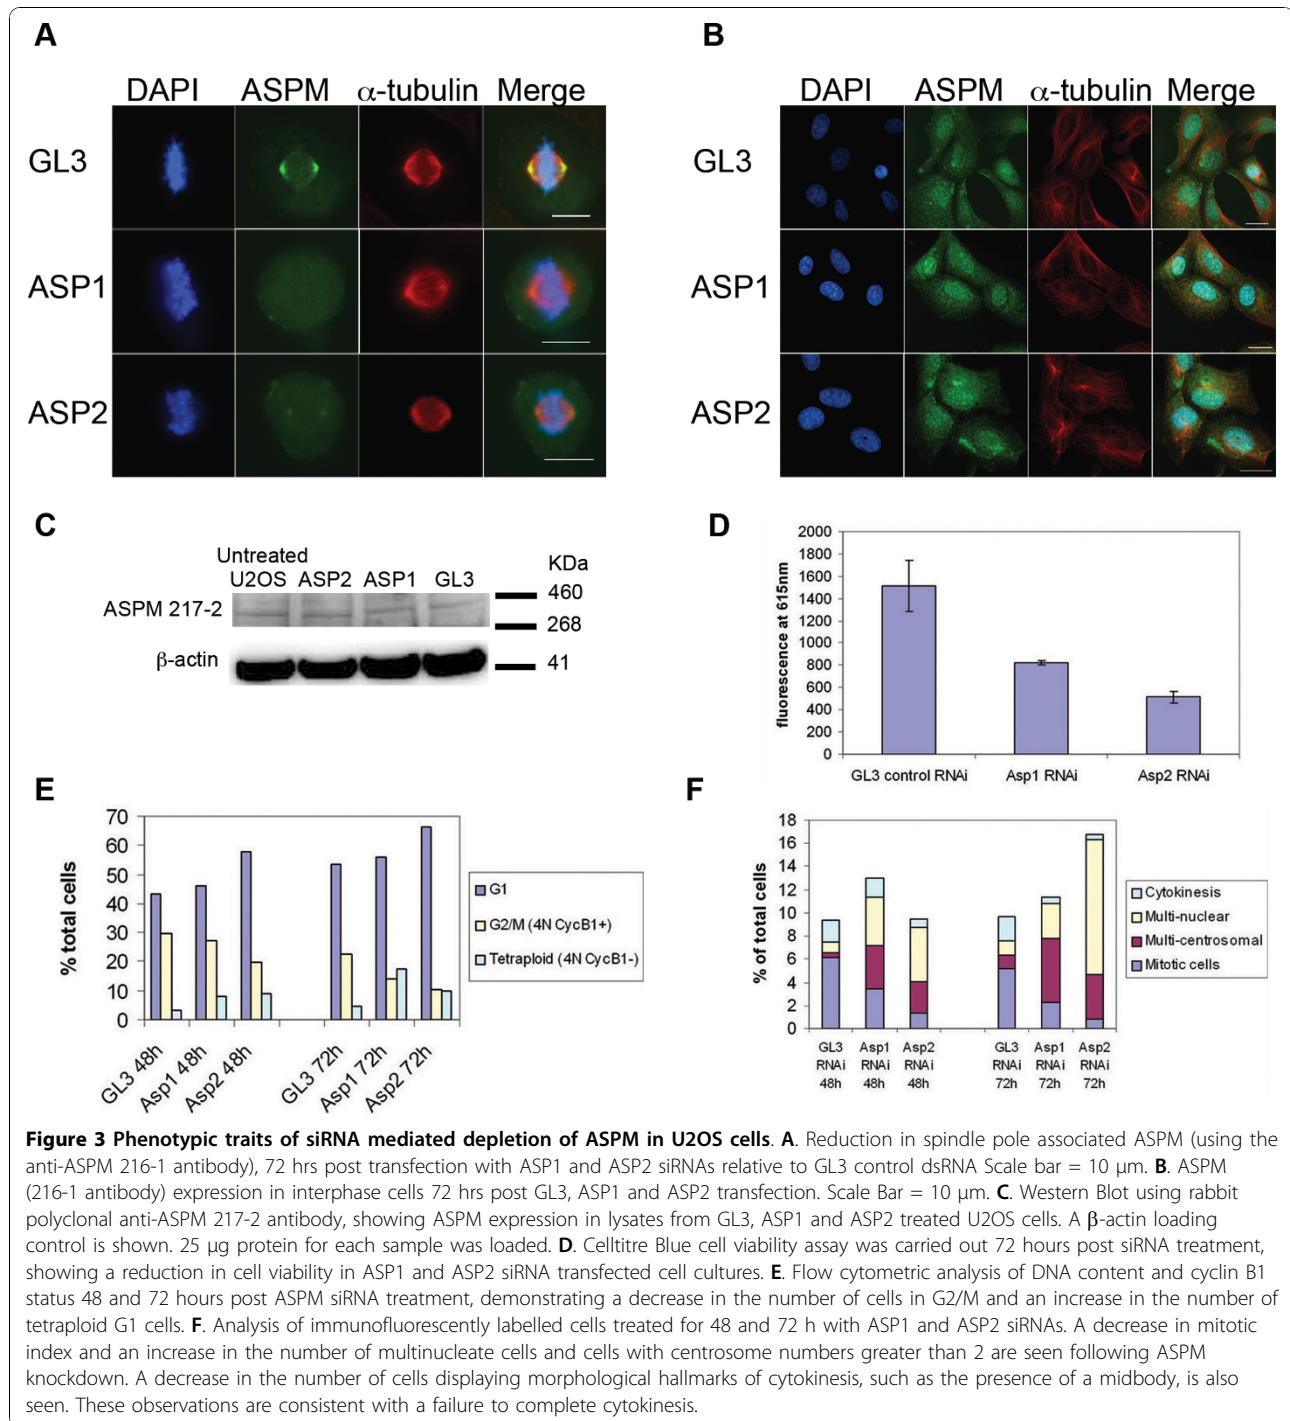 A
DAPI ASPM α-tubulin Merge
GL3
ASP1
ASP2
B
DAPI ASPM α-tubulin Merge
GL3
ASP1
ASP2
C
Untreated
U2OS ASP2 ASP1 GL3 KDa
ASPM 217-2
460
268
β-actin
41
D
fluorescence at 615nm
2000
1800
1600
1400
1200
1000
800
600
400
200
0
GL3 control RNAi Asp1 RNAi Asp2 RNAi
E
% total cells
70
60
50
40
30
20
10
0
GL3 48h Asp1 48h Asp2 48h GL3 72h Asp1 72h Asp2 72h
G1
G2/M (4N CycB1+)
Tetraploid (4N CycB1-)
F
% of total cells
18
16
14
12
10
8
6
4
2
0
GL3 RNAi 48h
Asp1 RNAi 48h
Asp2 RNAi 48h
GL3 RNAi 72h
Asp1 RNAi 72h
Asp2 RNAi 72h
Cytokinesis
Multi-nuclear
Multi-centrosomal
Mitotic cells
Figure 3 Phenotypic traits of siRNA mediated depletion of ASPM in U2OS cells. A. Reduction in spindle pole associated ASPM (using the
anti-ASPM 216-1 antibody), 72 hrs post transfection with ASP1 and ASP2 siRNAs relative to GL3 control dsRNA Scale bar = 10 μm. B. ASPM
(216-1 antibody) expression in interphase cells 72 hrs post GL3, ASP1 and ASP2 transfection. Scale Bar = 10 μm. C. Western Blot using rabbit
polyclonal anti-ASPM 217-2 antibody, showing ASPM expression in lysates from GL3, ASP1 and ASP2 treated U2OS cells. A β-actin loading
control is shown. 25 μg protein for each sample was loaded. D. Celltitre Blue cell viability assay was carried out 72 hours post siRNA treatment,
showing a reduction in cell viability in ASP1 and ASP2 siRNA transfected cell cultures. E. Flow cytometric analysis of DNA content and cyclin B1
status 48 and 72 hours post ASPM siRNA treatment, demonstrating a decrease in the number of cells in G2/M and an increase in the number of
tetraploid G1 cells. F. Analysis of immunofluorescently labelled cells treated for 48 and 72 h with ASP1 and ASP2 siRNAs. A decrease in mitotic
index and an increase in the number of multinucleate cells and cells with centrosome numbers greater than 2 are seen following ASPM
knockdown. A decrease in the number of cells displaying morphological hallmarks of cytokinesis, such as the presence of a midbody, is also
seen. These observations are consistent with a failure to complete cytokinesis.